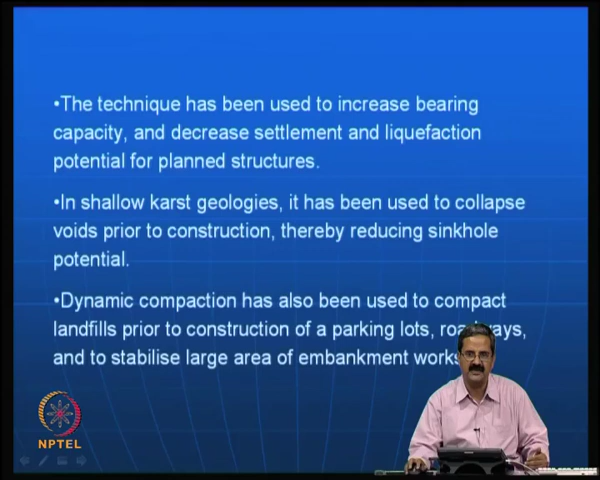 •The technique has been used to increase bearing
capacity, and decrease settlement and liquefaction
potential for planned structures.
•In shallow karst geologies, it has been used to collapse
voids prior to construction, thereby reducing sinkhole
potential.
•Dynamic compaction has also been used to compact
landfills prior to construction of a parking lots, roadways,
and to stabilise large area of embankment works
NPTEL